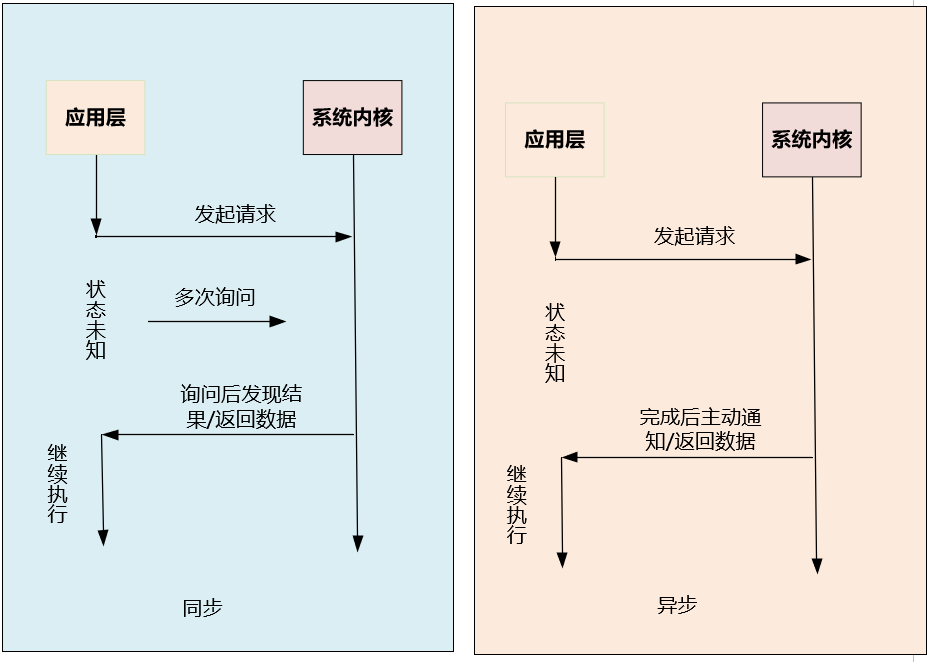 应用层
系统内核
发起请求
状态未知
多次询问
询问后发现结
果/返回数据
继续执行
同步
应用层
系统内核
发起请求
状态未知
完成后主动通
知/返回数据
继续执行
异步